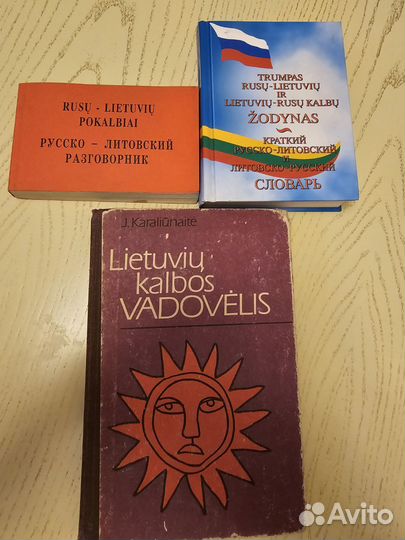 RUSŲ - LIETUVIŲ
POKALBIAI
РУССКО - ЛИТОВСКИЙ
РАЗГОВОРНИК
TRUMPAS
RUSŲ-LIETUVIŲ
IR
LIETUVIŲ-RUSŲ KALBŲ
ŽODYNAS
КРАТКИЙ
РУССКО-ЛИТОВСКИЙ
И
ЛИТОВСКО-РУССКИЙ
СЛОВАРЬ
J. Karaliūnaitė
Lietuvių
kalbos
VADOVĖLIS
Avito